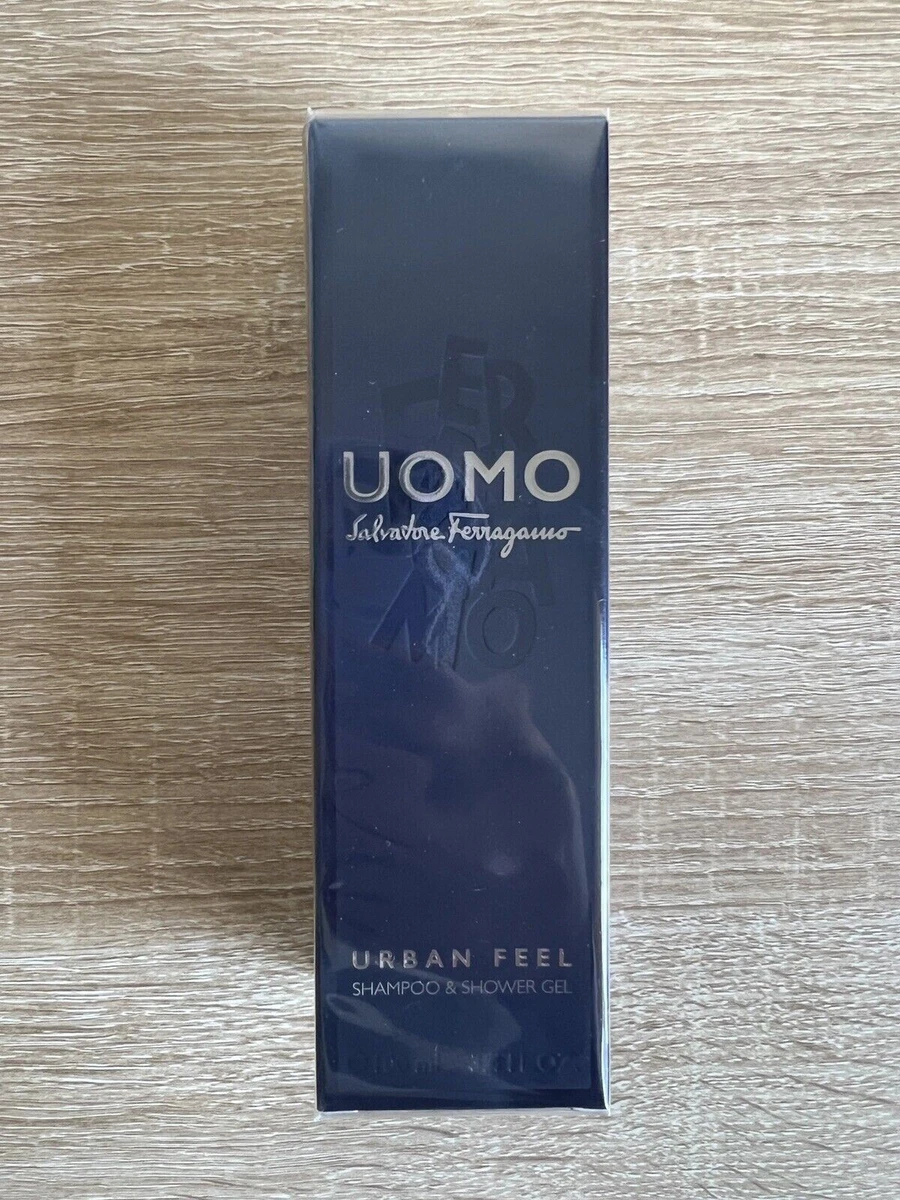 UOMO
Salvatore Ferragamo
URBAN FEEL
SHAMPOO & SHOWER GEL